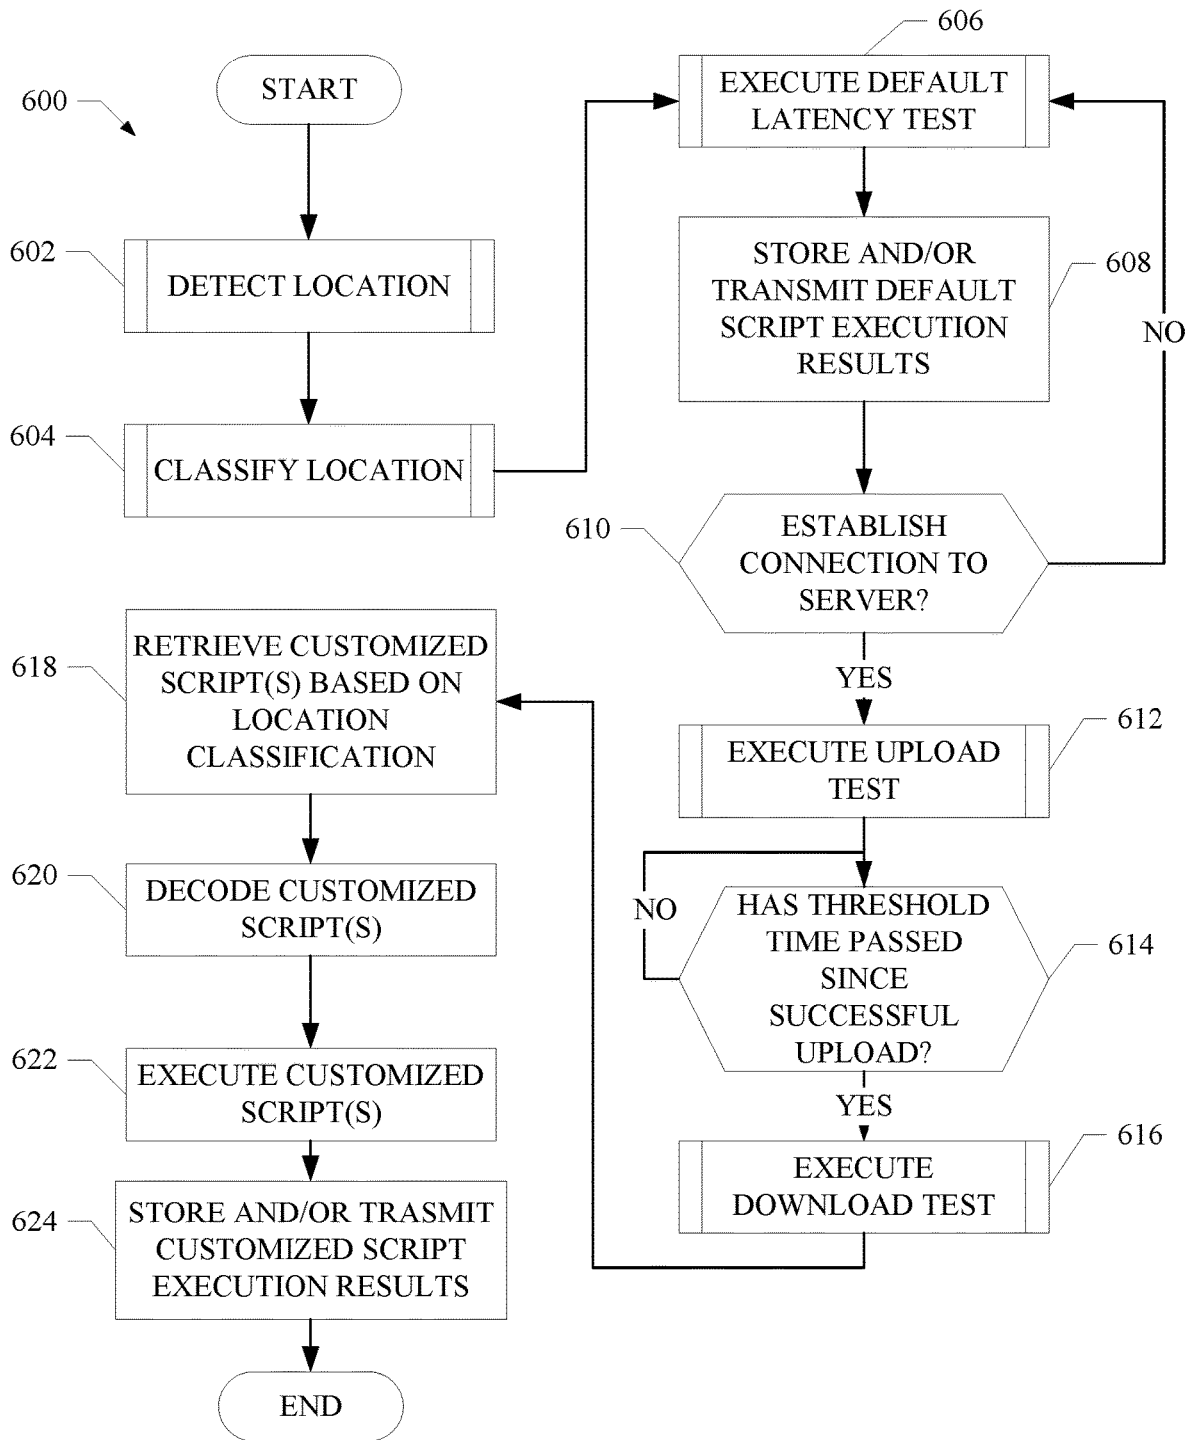 600
START
602
DETECT LOCATION
604
CLASSIFY LOCATION
606
EXECUTE DEFAULT
LATENCY TEST
608
STORE AND/OR
TRANSMIT DEFAULT
SCRIPT EXECUTION
RESULTS
610
ESTABLISH
CONNECTION TO
SERVER?
NO
YES
612
EXECUTE UPLOAD
TEST
614
HAS THRESHOLD
TIME PASSED
SINCE
SUCCESSFUL
UPLOAD?
NO
YES
616
EXECUTE
DOWNLOAD TEST
618
RETRIEVE CUSTOMIZED
SCRIPT(S) BASED ON
LOCATION
CLASSIFICATION
620
DECODE CUSTOMIZED
SCRIPT(S)
622
EXECUTE CUSTOMIZED
SCRIPT(S)
624
STORE AND/OR TRASMIT
CUSTOMIZED SCRIPT
EXECUTION RESULTS
END